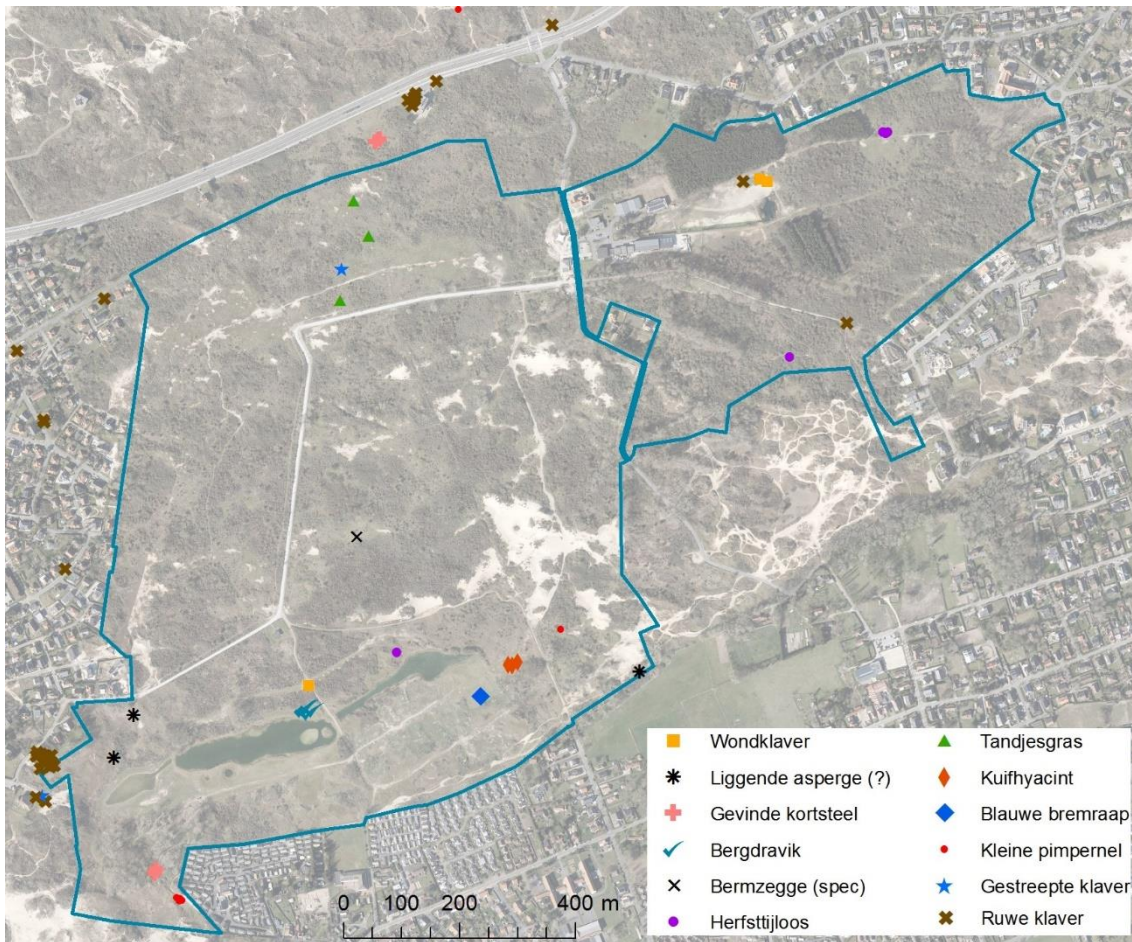 0 100 200 400 m
Wondklaver
Liggende asperge (?)
Gevinde kortsteel
Bergdravik
Bermzegge (spec)
Herfsttijloos
Tandjesgras
Kuifhyacint
Blauwe bremraap
Kleine pimpernel
Gestreepte klaver
Ruwe klaver